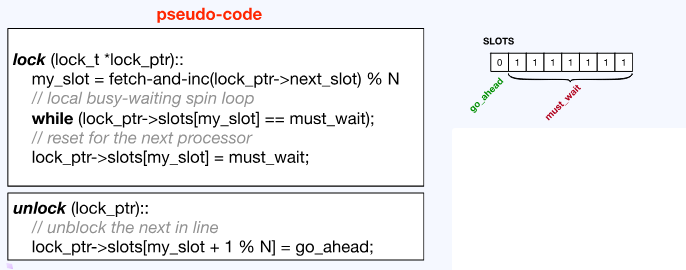 pseudo-code
lock (lock_t *lock_ptr)::
my_slot = fetch-and-inc(lock_ptr->next_slot) % N
// local busy-waiting spin loop
while (lock_ptr->slots[my_slot] == must_wait);
// reset for the next processor
lock_ptr->slots[my_slot] = must_wait;
unlock (lock_ptr)::
// unblock the next in line
lock_ptr->slots[my_slot + 1 % N] = go_ahead;
SLOTS
0 1 1 1 1 1 1 1
go_ahead
must_wait